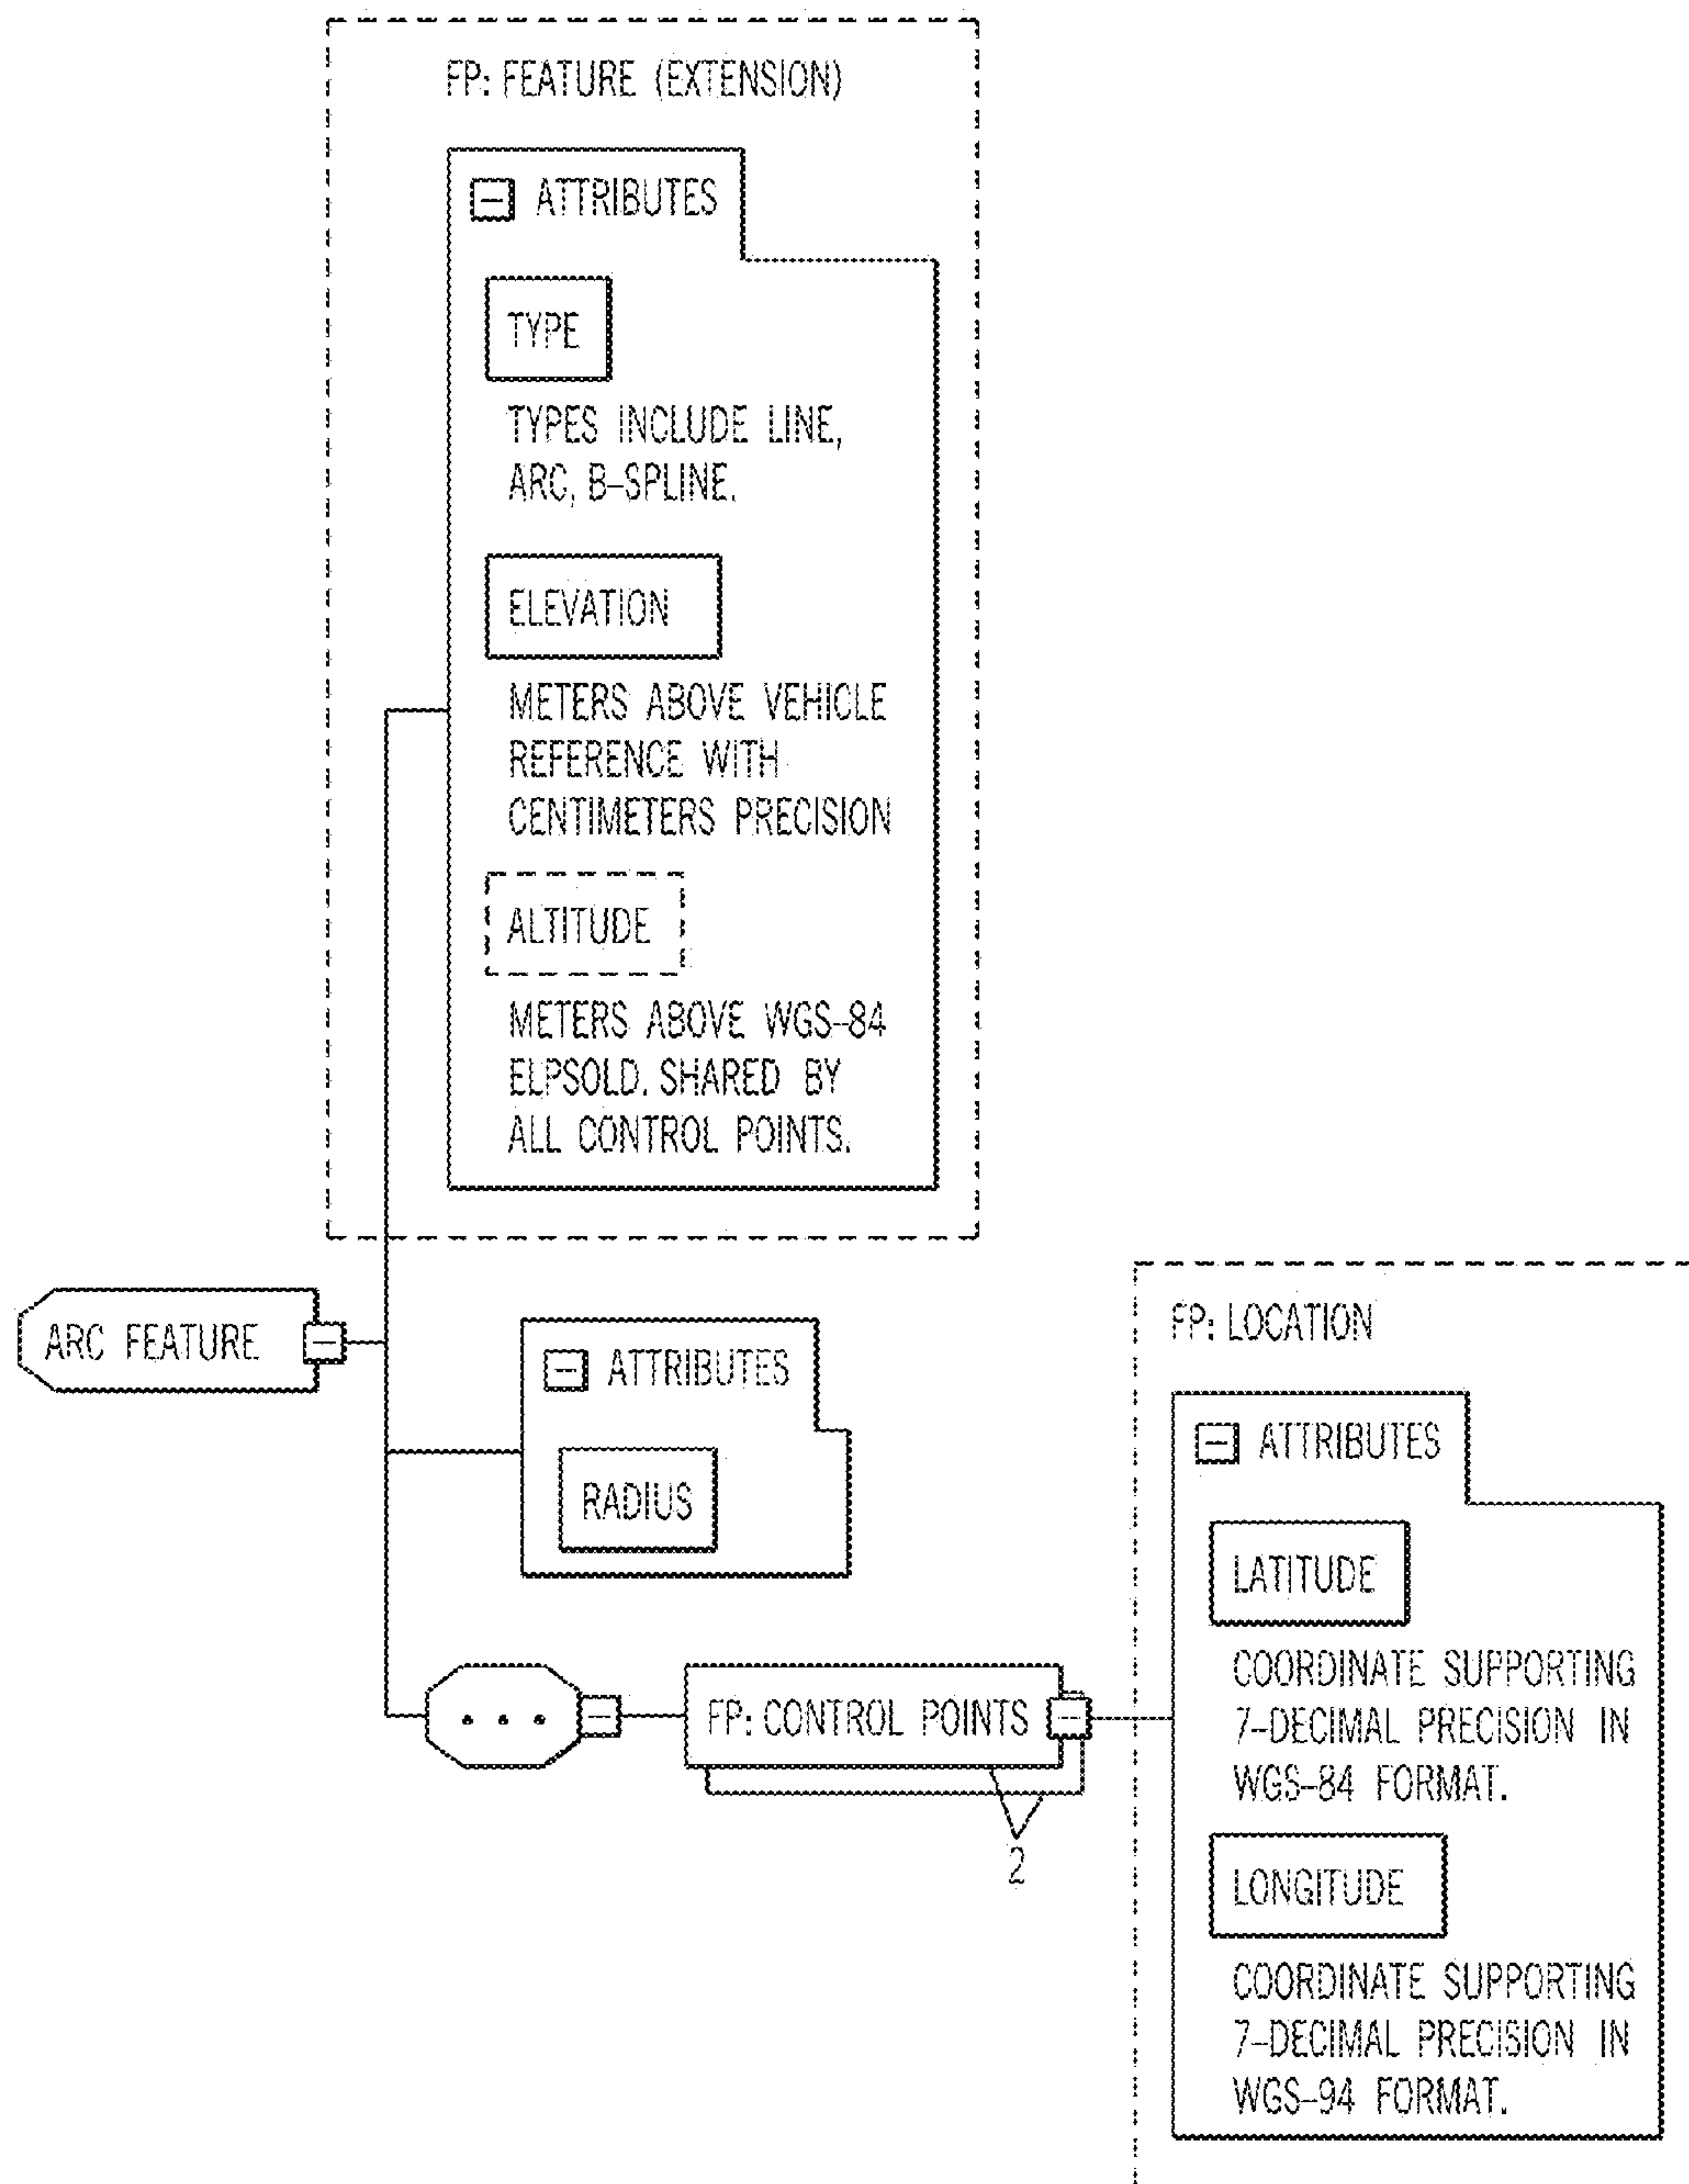 FP: FEATURE (EXTENSION)
ATTRIBUTES
TYPE
TYPES INCLUDE LINE,
ARC, B-SPLINE.
ELEVATION
METERS ABOVE VEHICLE
REFERENCE WITH
CENTIMETERS PRECISION
ALTITUDE
METERS ABOVE WGS-84
ELPSOLD. SHARED BY
ALL CONTROL POINTS.
ARC FEATURE
ATTRIBUTES
RADIUS
FP: CONTROL POINTS
2
FP: LOCATION
ATTRIBUTES
LATITUDE
COORDINATE SUPPORTING
7-DECIMAL PRECISION IN
WGS-84 FORMAT.
LONGITUDE
COORDINATE SUPPORTING
7-DECIMAL PRECISION IN
WGS-94 FORMAT.